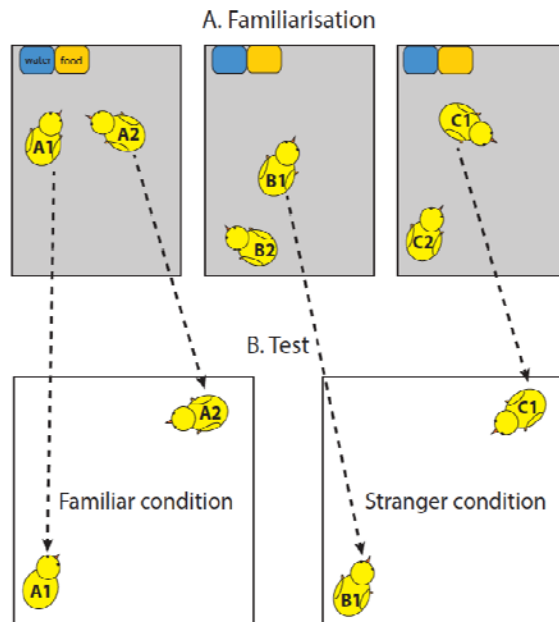 A. Familiarisation
water food
A1 A2
B1
B2
C1
C2
B. Test
A2
Familiar condition
A1
C1
Stranger condition
B1